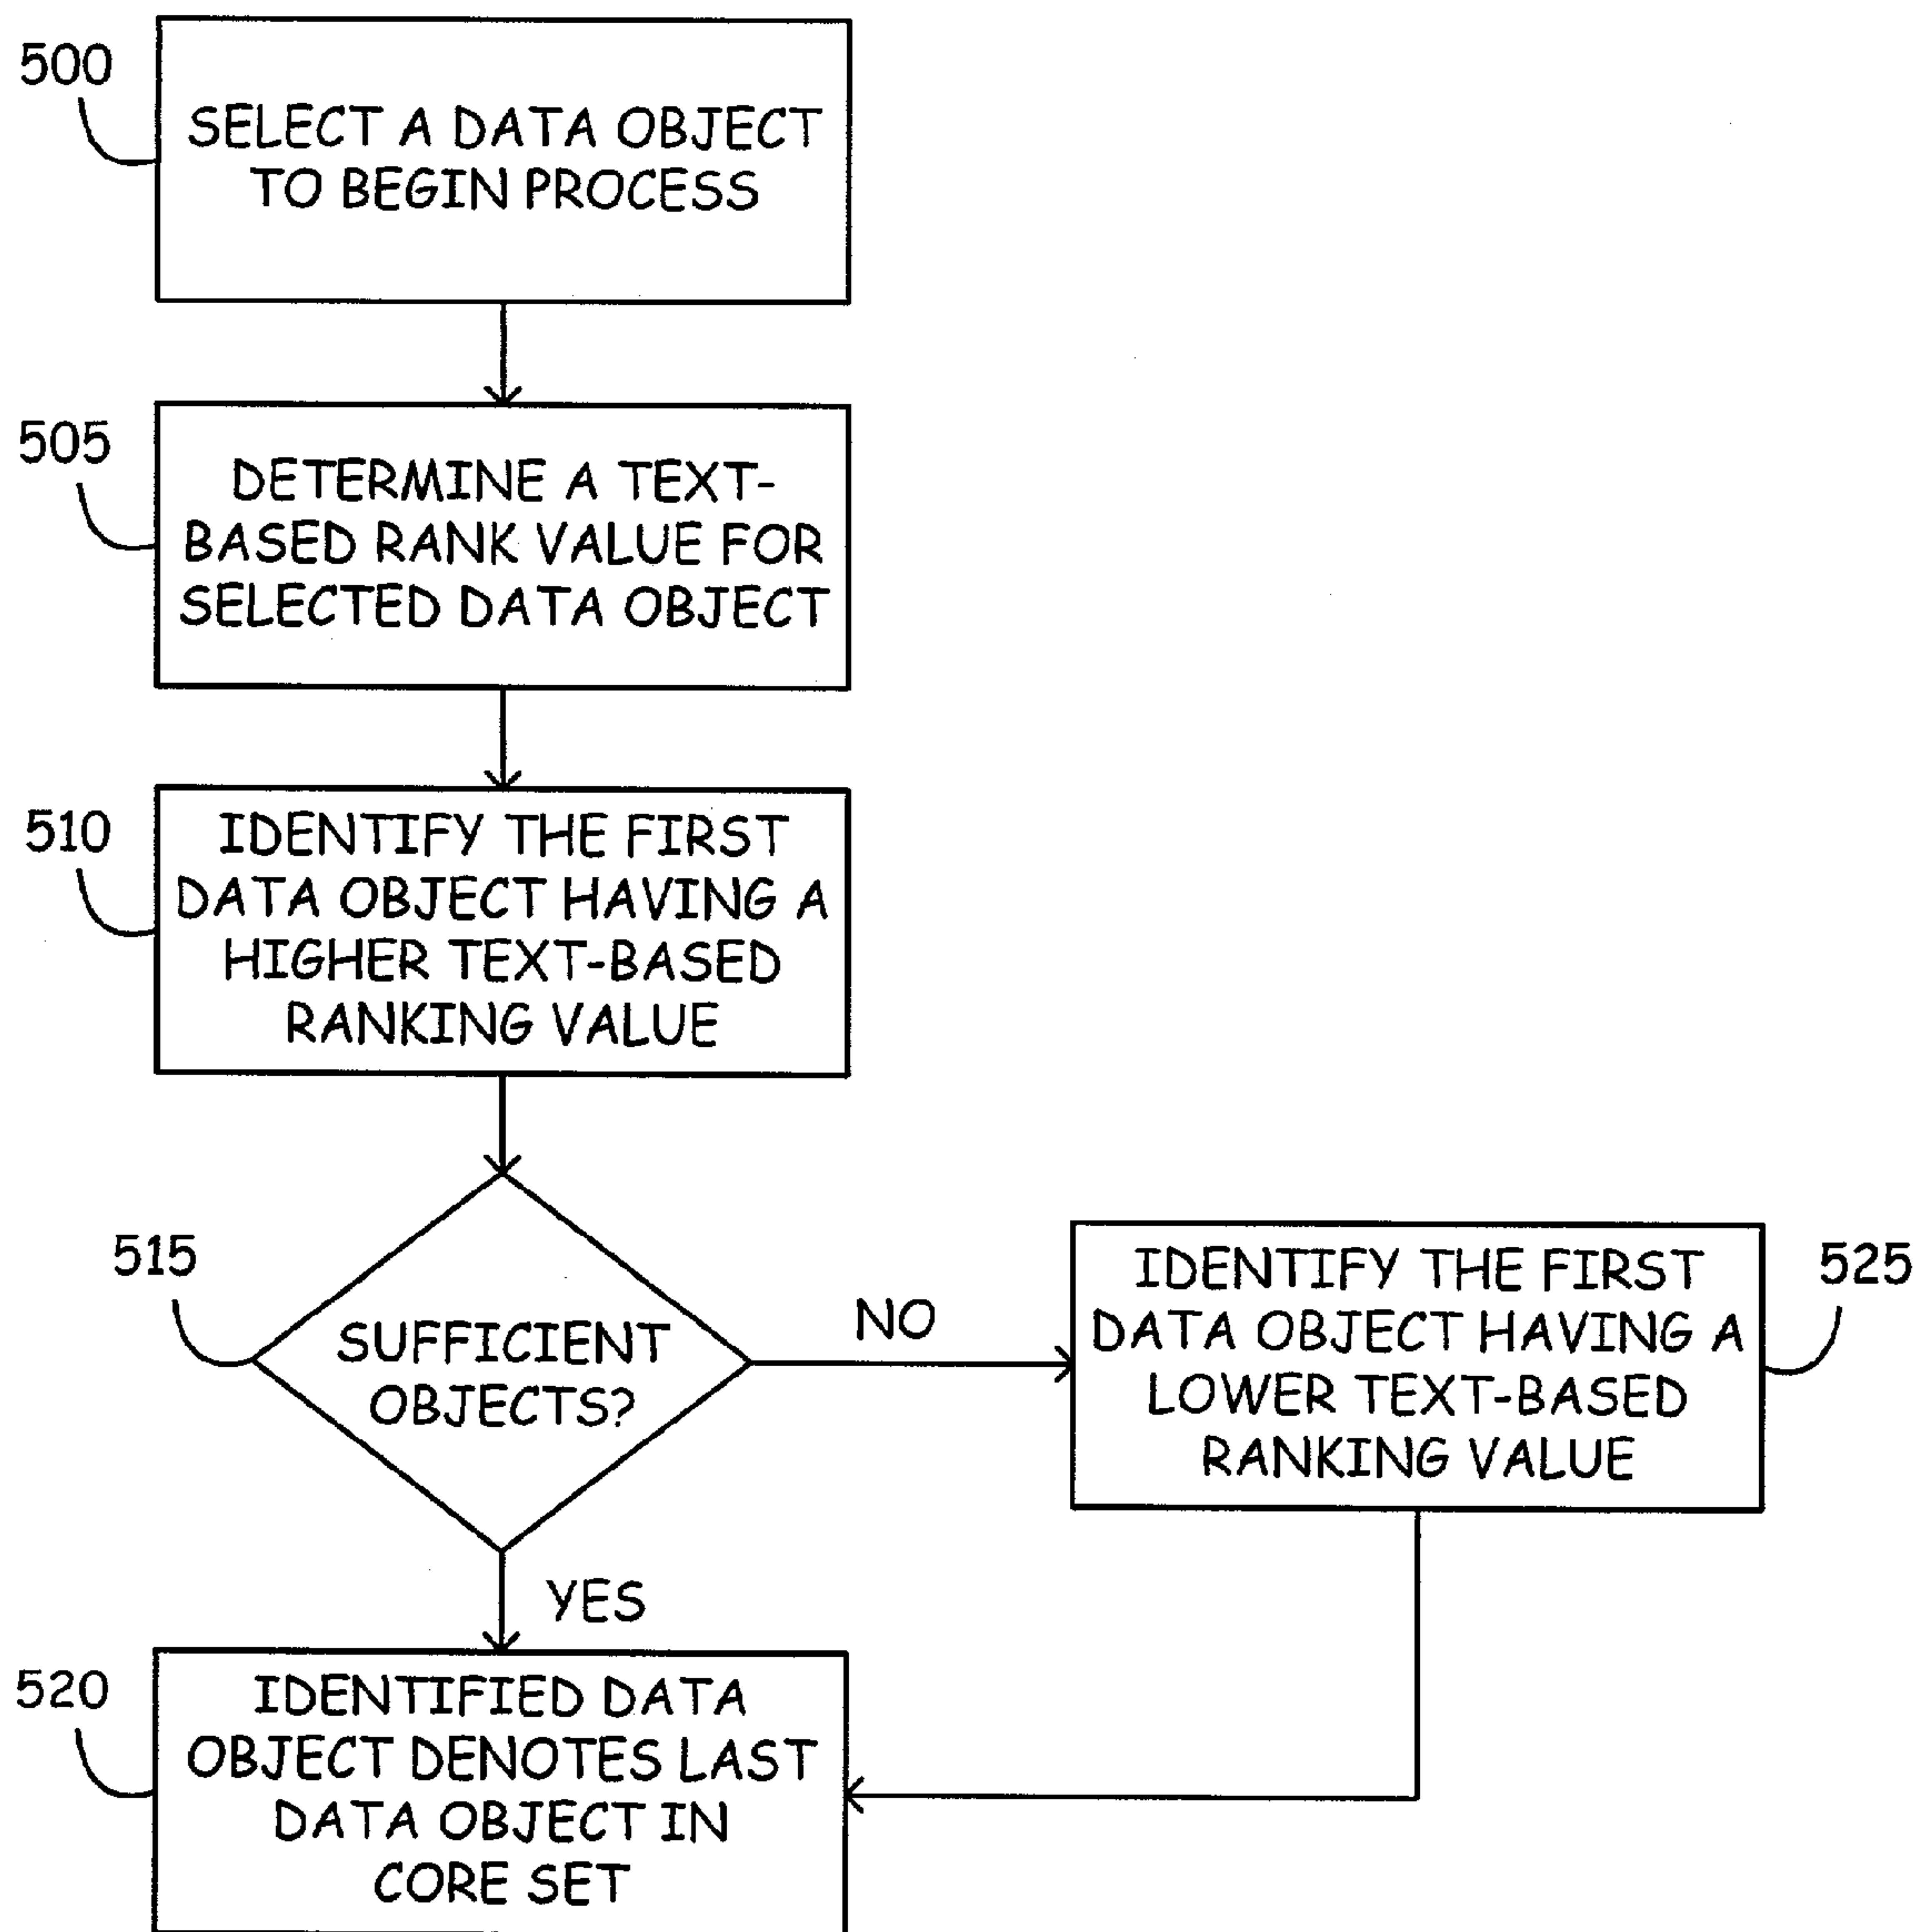 500
SELECT A DATA OBJECT
TO BEGIN PROCESS
505
DETERMINE A TEXT-
BASED RANK VALUE FOR
SELECTED DATA OBJECT
510
IDENTIFY THE FIRST
DATA OBJECT HAVING A
HIGHER TEXT-BASED
RANKING VALUE
515
SUFFICIENT
OBJECTS?
NO
IDENTIFY THE FIRST
DATA OBJECT HAVING A
LOWER TEXT-BASED
RANKING VALUE
525
YES
520
IDENTIFIED DATA
OBJECT DENOTES LAST
DATA OBJECT IN
CORE SET